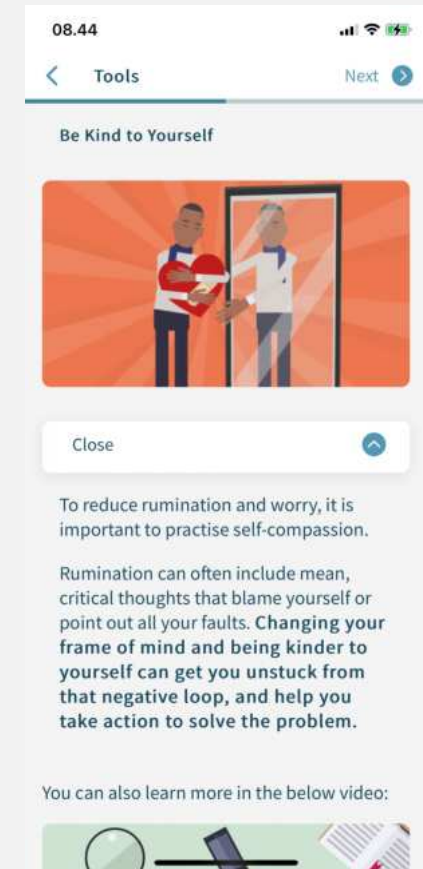 08.44
Tools
Next
Be Kind to Yourself
Close
To reduce rumination and worry, it is
important to practise self-compassion.
Rumination can often include mean,
critical thoughts that blame yourself or
point out all your faults. Changing your
frame of mind and being kinder to
yourself can get you unstuck from
that negative loop, and help you
take action to solve the problem.
You can also learn more in the below video: